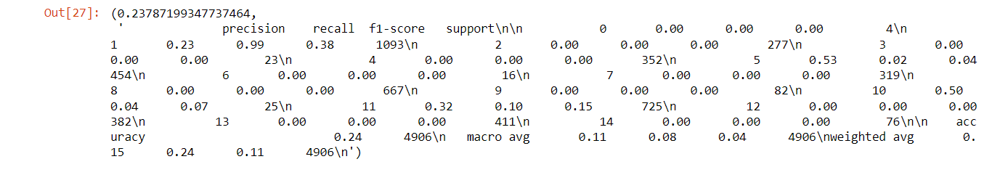 Out[27]: (0.23787199347737464,
' precision recall f1-score support\n\n 0 0.00 0.00 0.00 4\n
1 0.23 0.99 0.38 1093\n 2 0.00 0.00 0.00 277\n 3 0.00
0.00 0.00 23\n 4 0.00 0.00 0.00 352\n 5 0.53 0.02 0.04
454\n 6 0.00 0.00 0.00 16\n 7 0.00 0.00 0.00 319\n
8 0.00 0.00 0.00 667\n 9 0.00 0.00 0.00 82\n 10 0.50
0.04 0.07 25\n 11 0.32 0.10 0.15 725\n 12 0.00 0.00 0.00
382\n 13 0.00 0.00 0.00 411\n 14 0.00 0.00 0.00 76\n\n acc
uracy 0.24 4906\n macro avg 0.11 0.08 0.04 4906\nweighted avg 0.
15 0.24 0.11 4906\n')